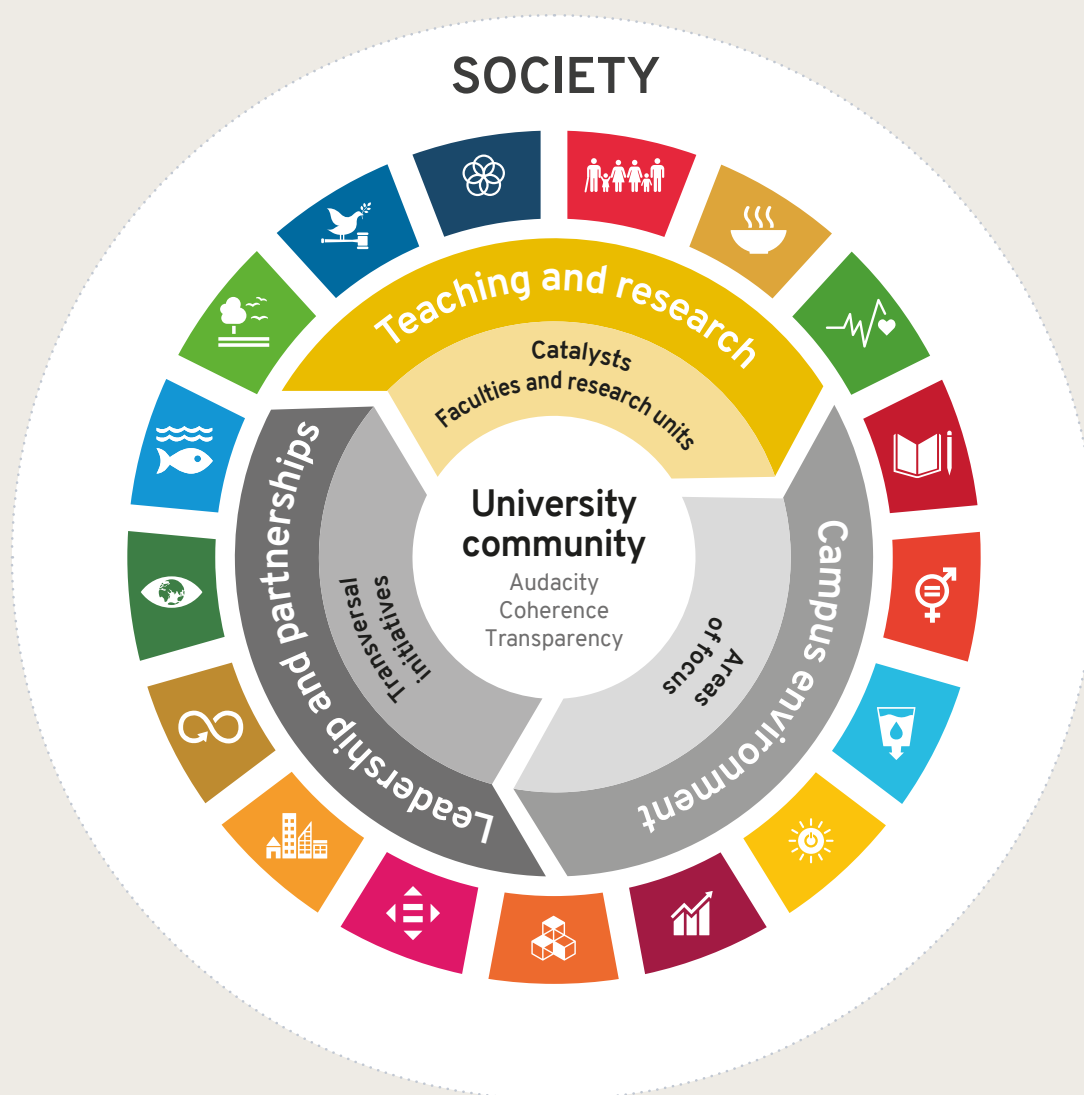 SOCIETY
Teaching and research
Catalysts
Faculties and research units
University
community
Audacity
Coherence
Transparency
Campus environment
Areas
of focus
Leadership and partnerships
Transversal
initiatives